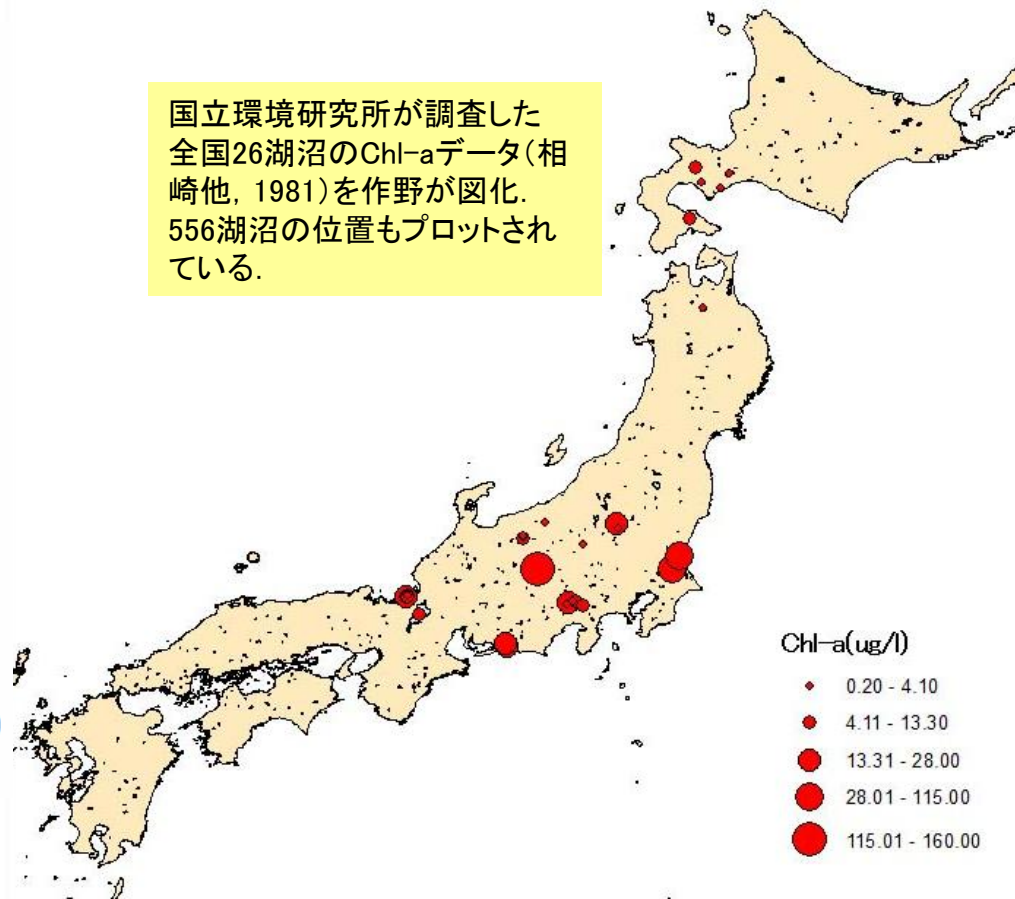 国立環境研究所が調査した
全国26湖沼のChl-aデータ(相
崎他, 1981)を作野が図化.
556湖沼の位置もプロットされ
ている.
Chl-a(ug/l)
0.20 - 4.10
4.11 - 13.30
13.31 - 28.00
28.01 - 115.00
115.01 - 160.00